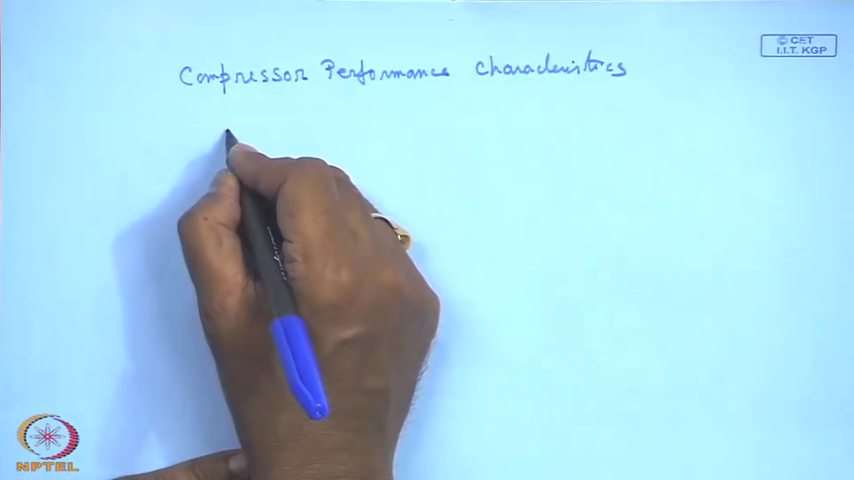 Compressor Performance Characteristics
© CET
I.I.T. KGP
NPTEL